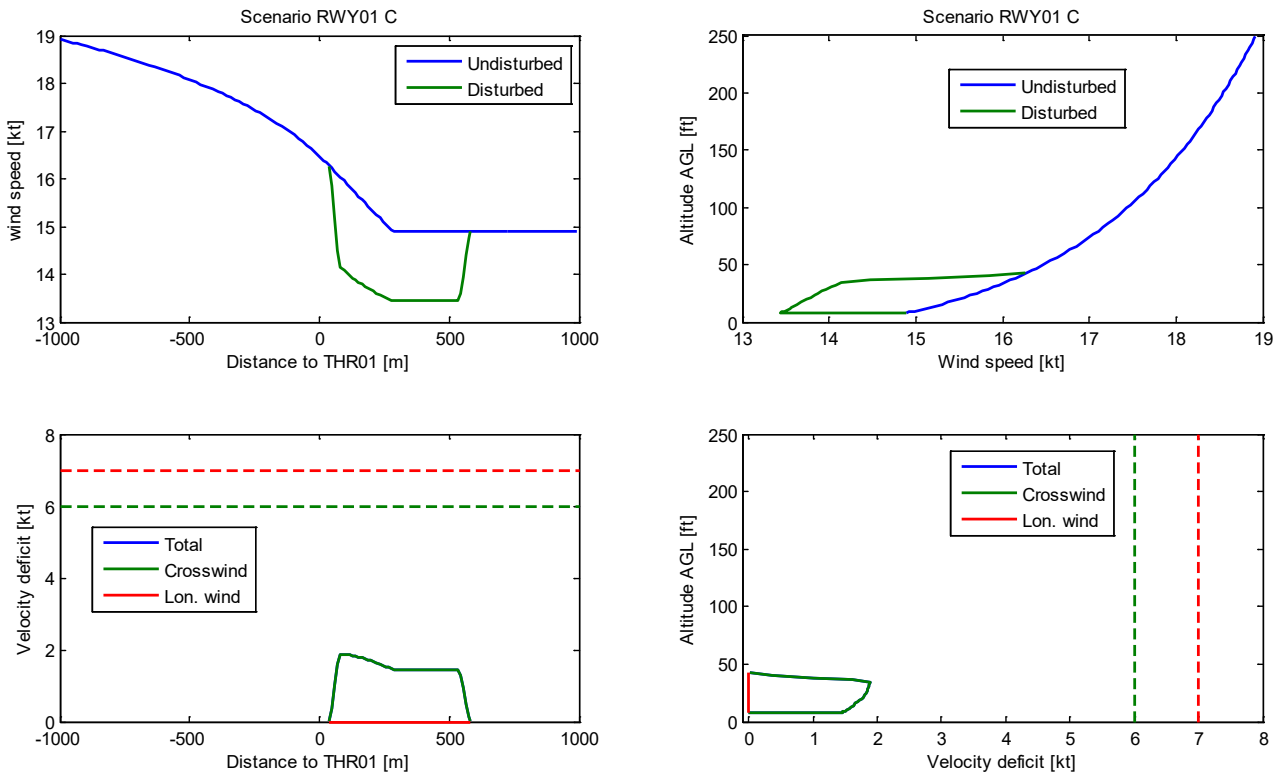 Scenario RWY01 C
19
18
17
16
15
14
13
wind speed [kt]
Undisturbed
Disturbed
-1000
-500
0
500
1000
Distance to THR01 [m]
Scenario RWY01 C
250
200
150
100
50
0
Altitude AGL [ft]
Undisturbed
Disturbed
13
14
15
16
17
18
19
Wind speed [kt]
8
6
4
2
0
Velocity deficit [kt]
Total
Crosswind
Lon. wind
-1000
-500
0
500
1000
Distance to THR01 [m]
250
200
150
100
50
0
Altitude AGL [ft]
Total
Crosswind
Lon. wind
0
1
2
3
4
5
6
7
8
Velocity deficit [kt]